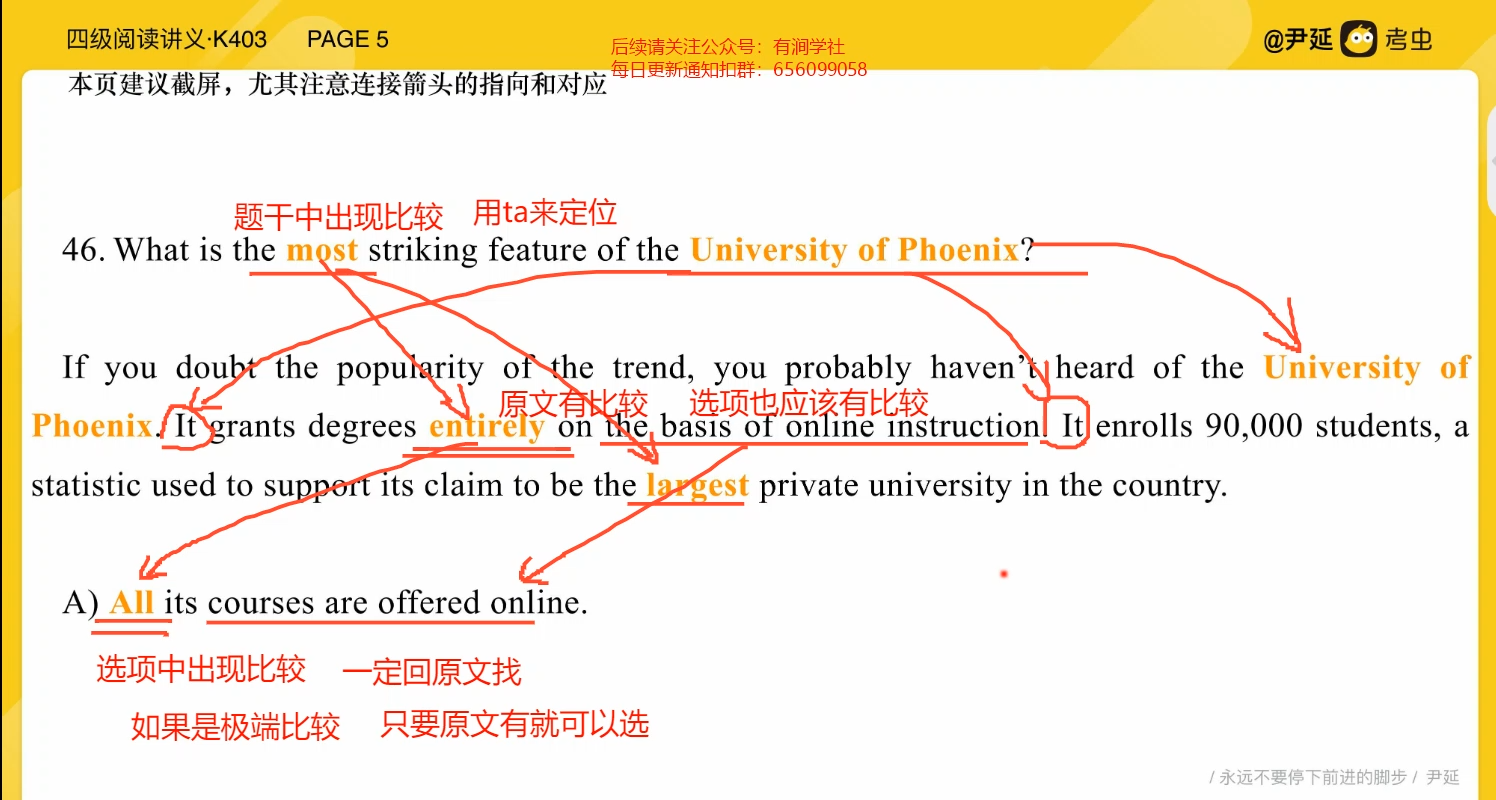 四级阅读讲义·K403 PAGE 5
@尹延 考虫
后续请关注公众号：有涧学社
每日更新通知扣群：656099058
本页建议截屏，尤其注意连接箭头的指向和对应
题干中出现比较 用ta来定位
46. What is the most striking feature of the University of Phoenix?
If you doubt the popularity of the trend, you probably haven't heard of the University of
原文有比较 选项也应该有比较
Phoenix. It grants degrees entirely on the basis of online instruction. It enrolls 90,000 students, a
statistic used to support its claim to be the largest private university in the country.
A) All its courses are offered online.
选项中出现比较 一定回原文找
如果是极端比较 只要原文有就可以选
/ 永远不要停下前进的脚步 / 尹延